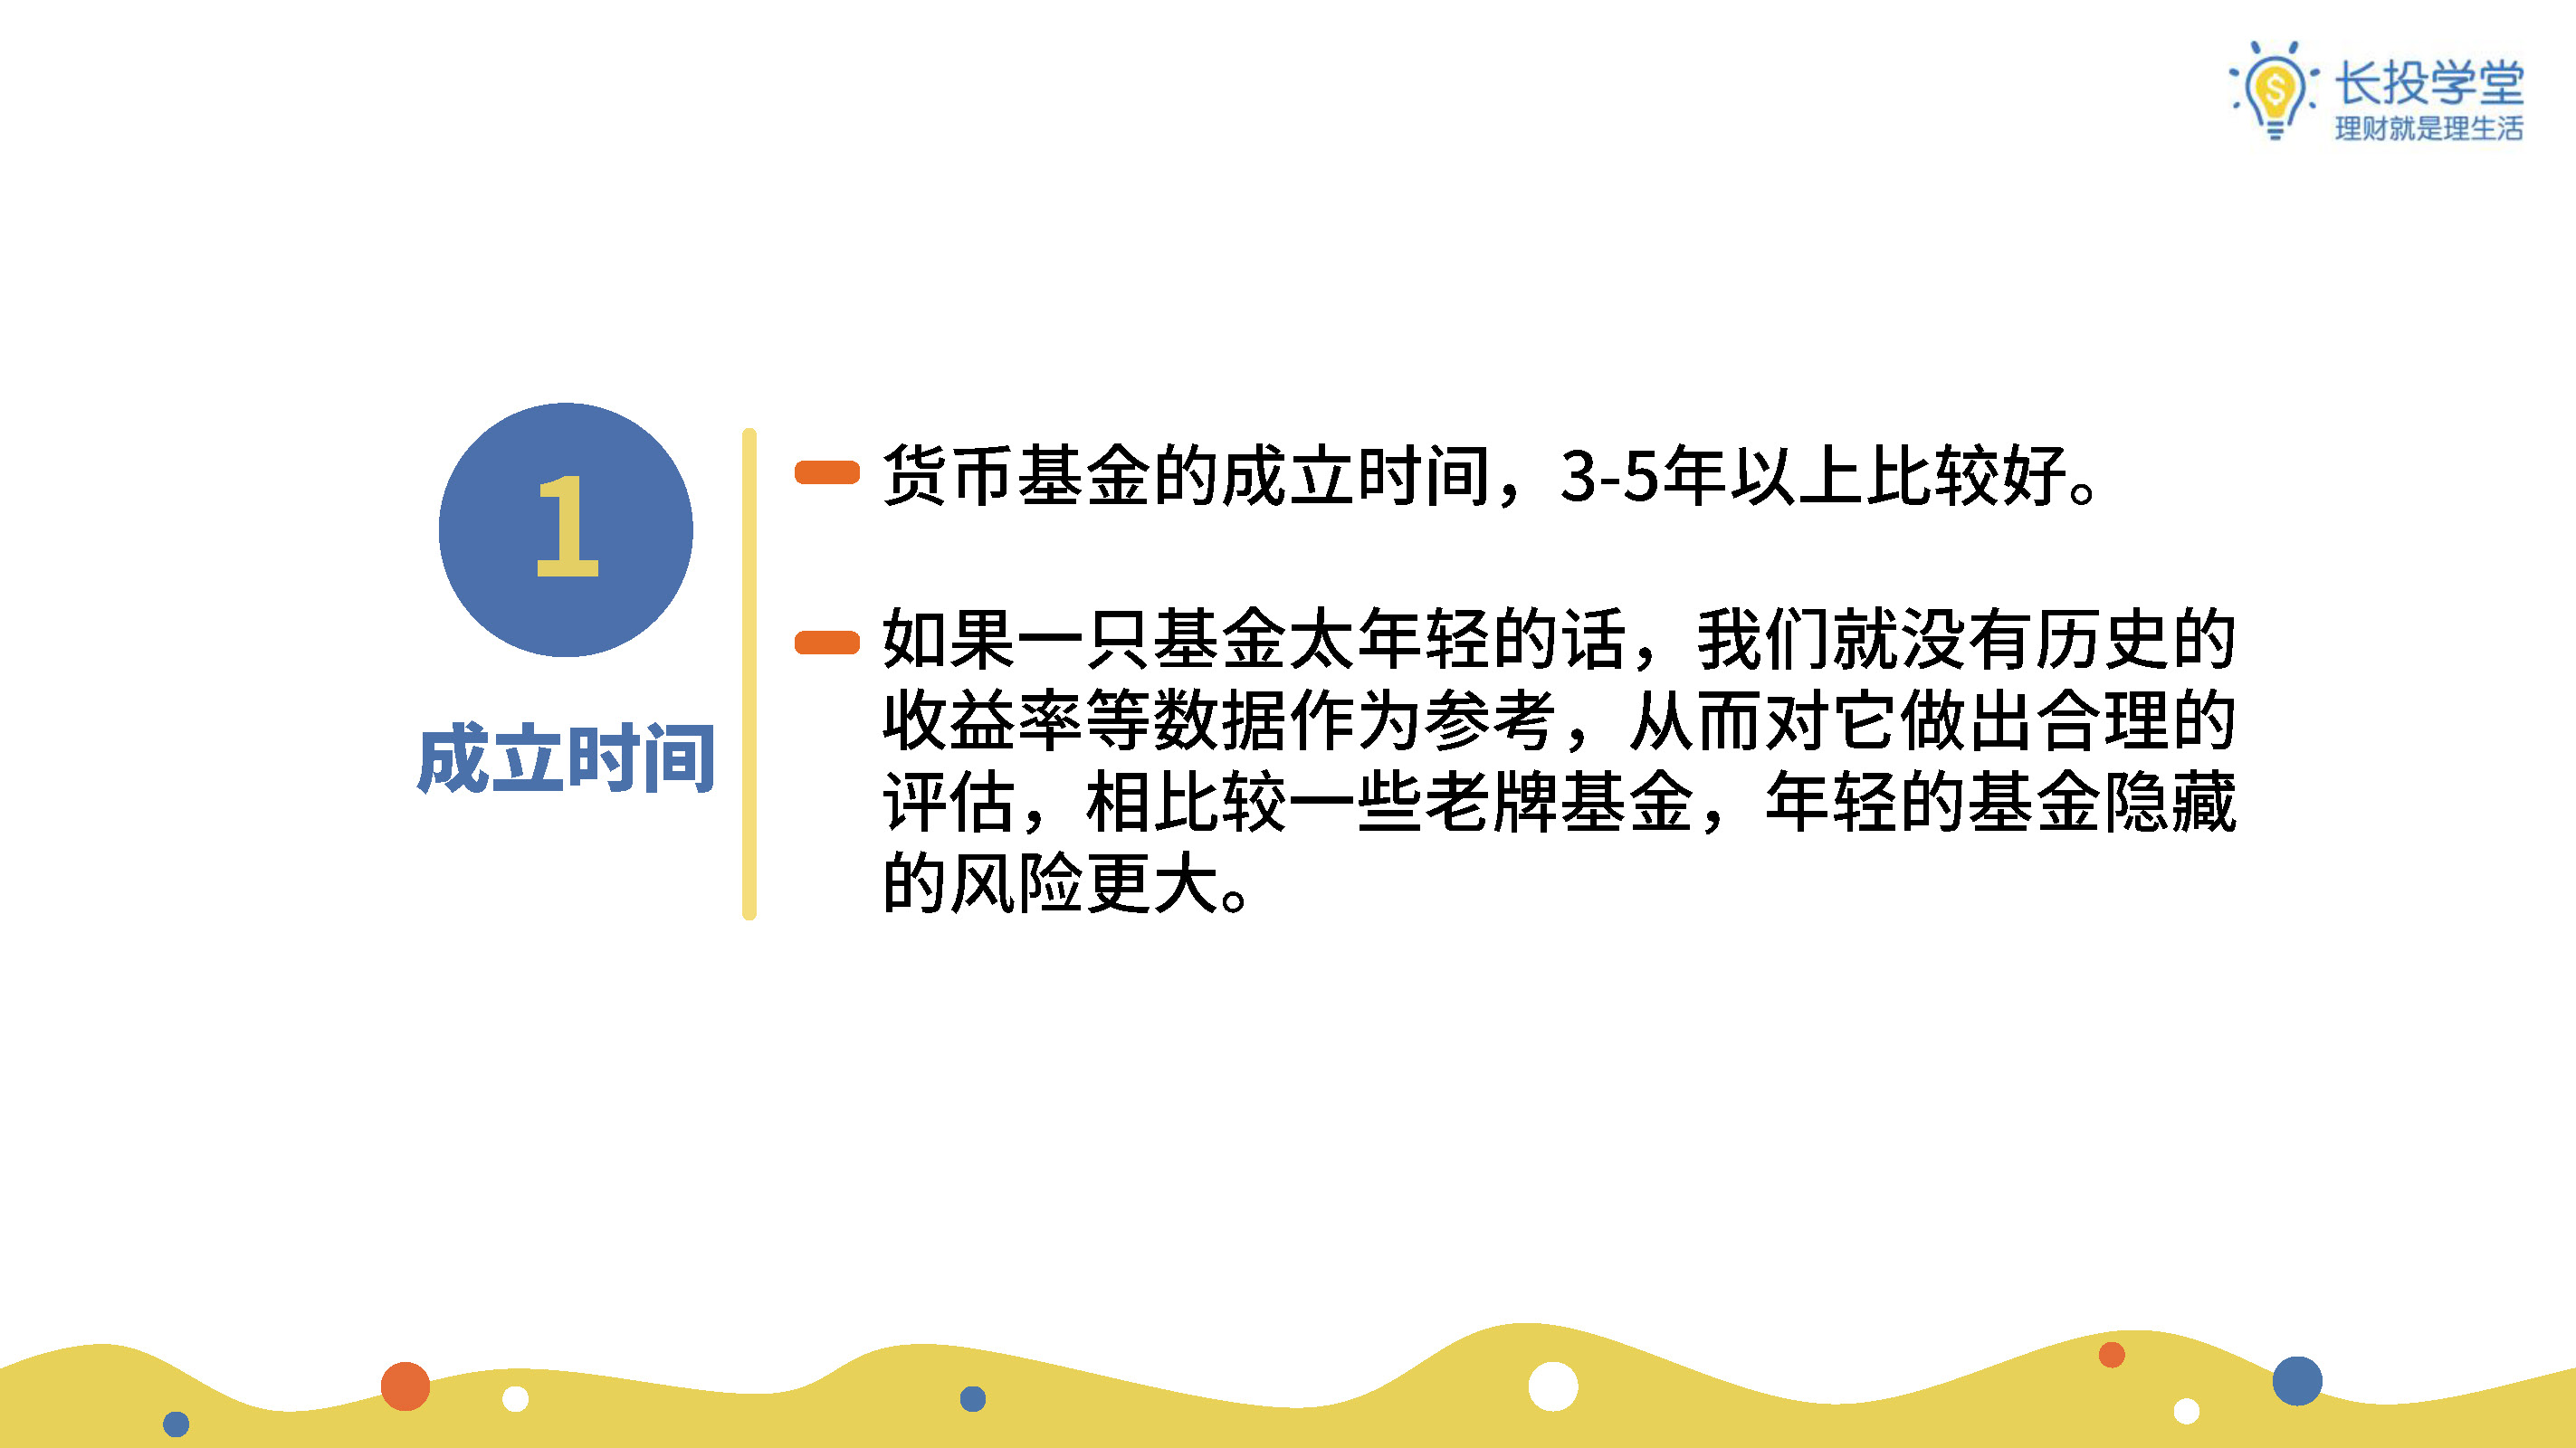 长投学堂
理财就是理生活
1
成立时间
货币基金的成立时间，3-5年以上比较好。
如果一只基金太年轻的话，我们就没有历史的
收益率等数据作为参考，从而对它做出合理的
评估，相比较一些老牌基金，年轻的基金隐藏
的风险更大。